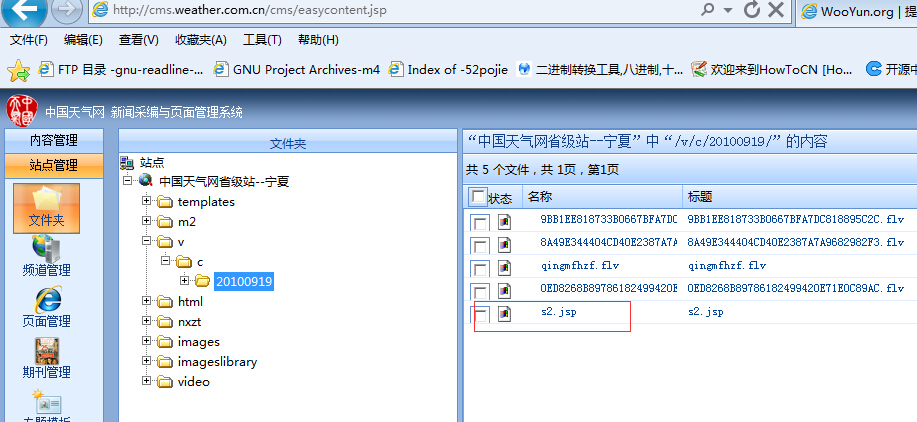 http://cms.weather.com.cn/cms/easycontent.jsp
WooYun.org | 提
文件(F) 编辑(E) 查看(V) 收藏夹(A) 工具(T) 帮助(H)
FTP 目录 -gnu-readline-... GNU Project Archives-m4 Index of -52pojie 二进制转换工具,八进制,十... 欢迎来到HowToCN [Ho... 开源中
中国天气网 新闻采编与页面管理系统
内容管理
站点管理
文件夹
频道管理
页面管理
期刊管理
专题模板
文件夹
站点
中国天气网省级站--宁夏
templates
m2
v
c
20100919
html
nxzt
images
imageslibrary
video
“中国天气网省级站--宁夏”中“/v/c/20100919/”的内容
共 5 个文件，共 1页，第1页
状态 名称 标题
9BB1EE818733B0667BFA7DC 9BB1EE818733B0667BFA7DC818895C2C.flv
8A49E344404CD40E2387A7A 8A49E344404CD40E2387A7A9682982F3.flv
qingmfhzf.flv qingmfhzf.flv
0ED8268B89786182499420E 0ED8268B89786182499420E71E0C89AC.flv
s2.jsp s2.jsp